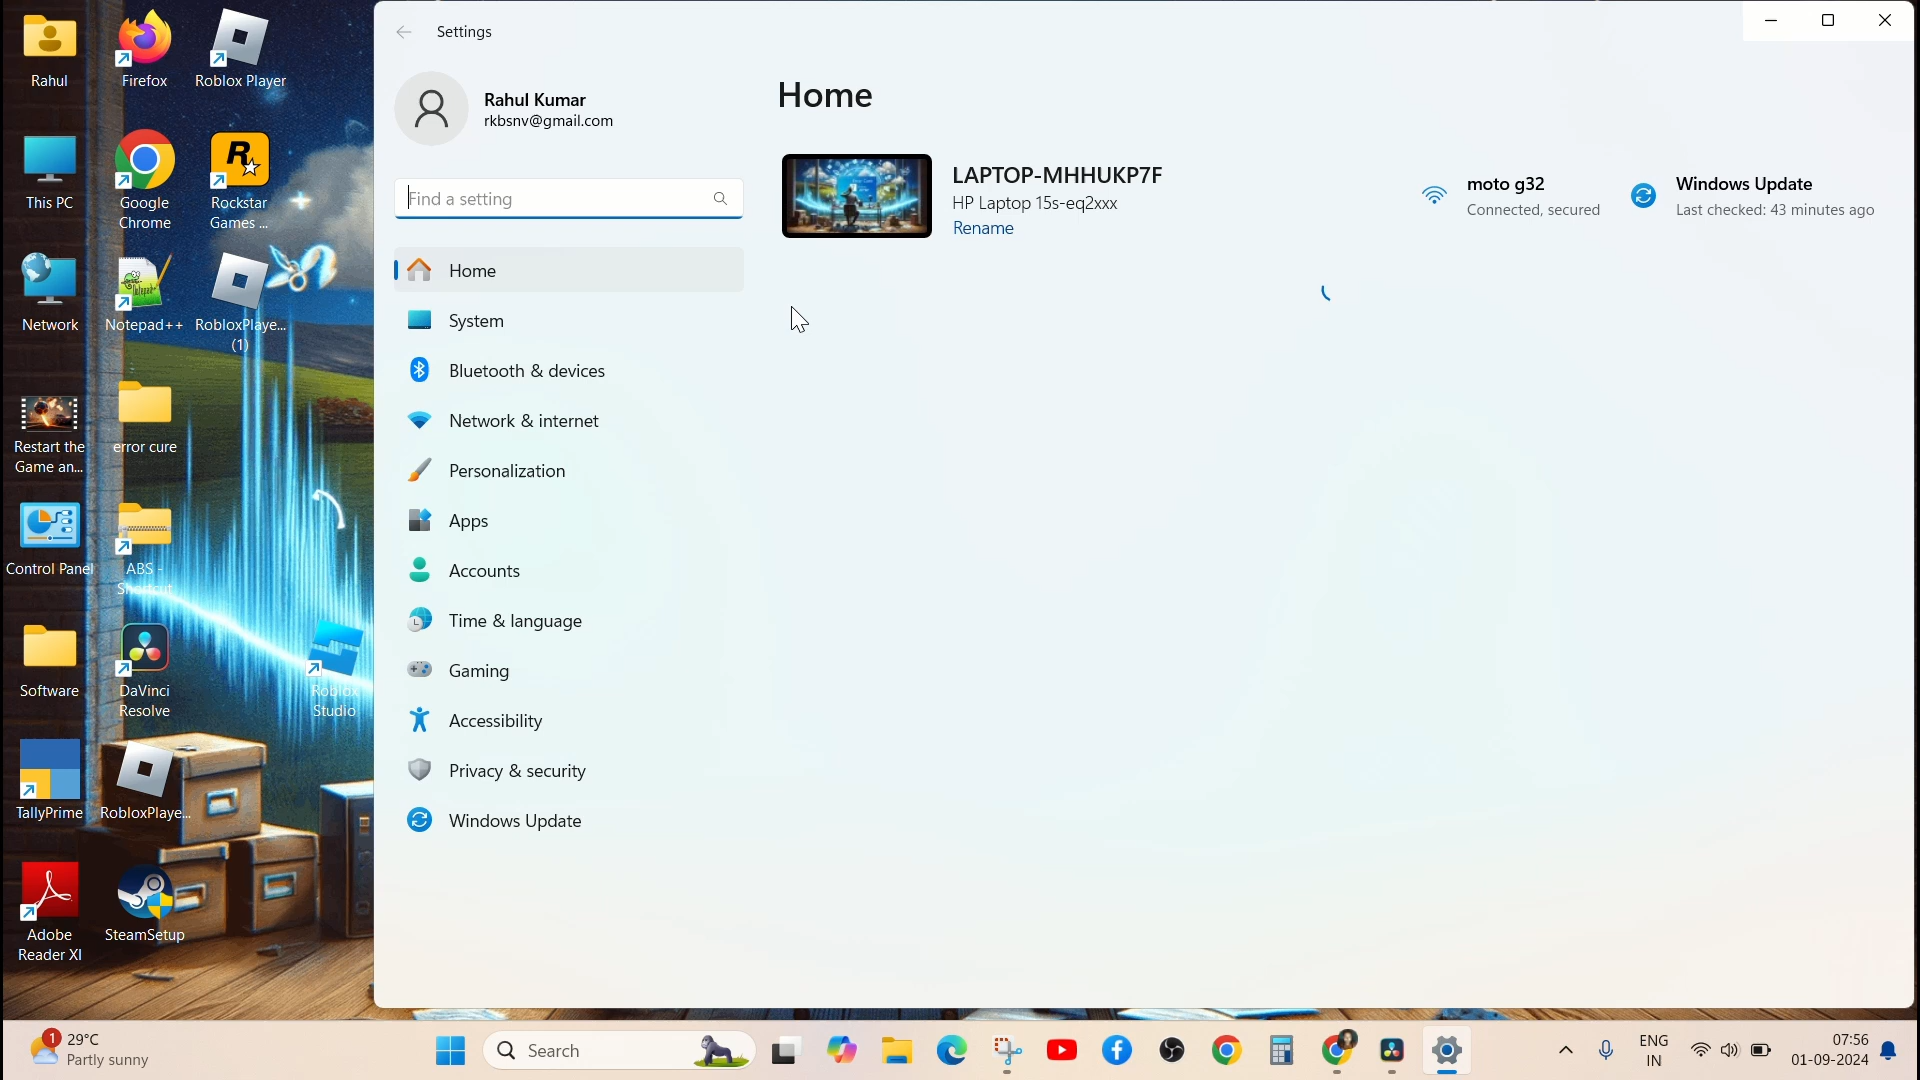 Settings
Rahul Kumar
rkbsnv@gmail.com
Find a setting
Home
System
Bluetooth & devices
Network & internet
Personalization
Apps
Accounts
Time & language
Gaming
Accessibility
Privacy & security
Windows Update
Home
LAPTOP-MHHUKP7F
HP Laptop 15s-eq2xxx
Rename
moto g32
Connected, secured
Windows Update
Last checked: 43 minutes ago
Rahul
Firefox
Roblox Player
This PC
Google
Chrome
Rockstar
Games ...
Network
Notepad++
RobloxPlaye...
(1)
Restart the
Game an...
error cure
Control Panel
ABS -
Shortcut
Software
DaVinci
Resolve
Roblox
Studio
TallyPrime
RobloxPlaye...
Adobe
Reader XI
SteamSetup
1
29°C
Partly sunny
Search
ENG
IN
07:56
01-09-2024